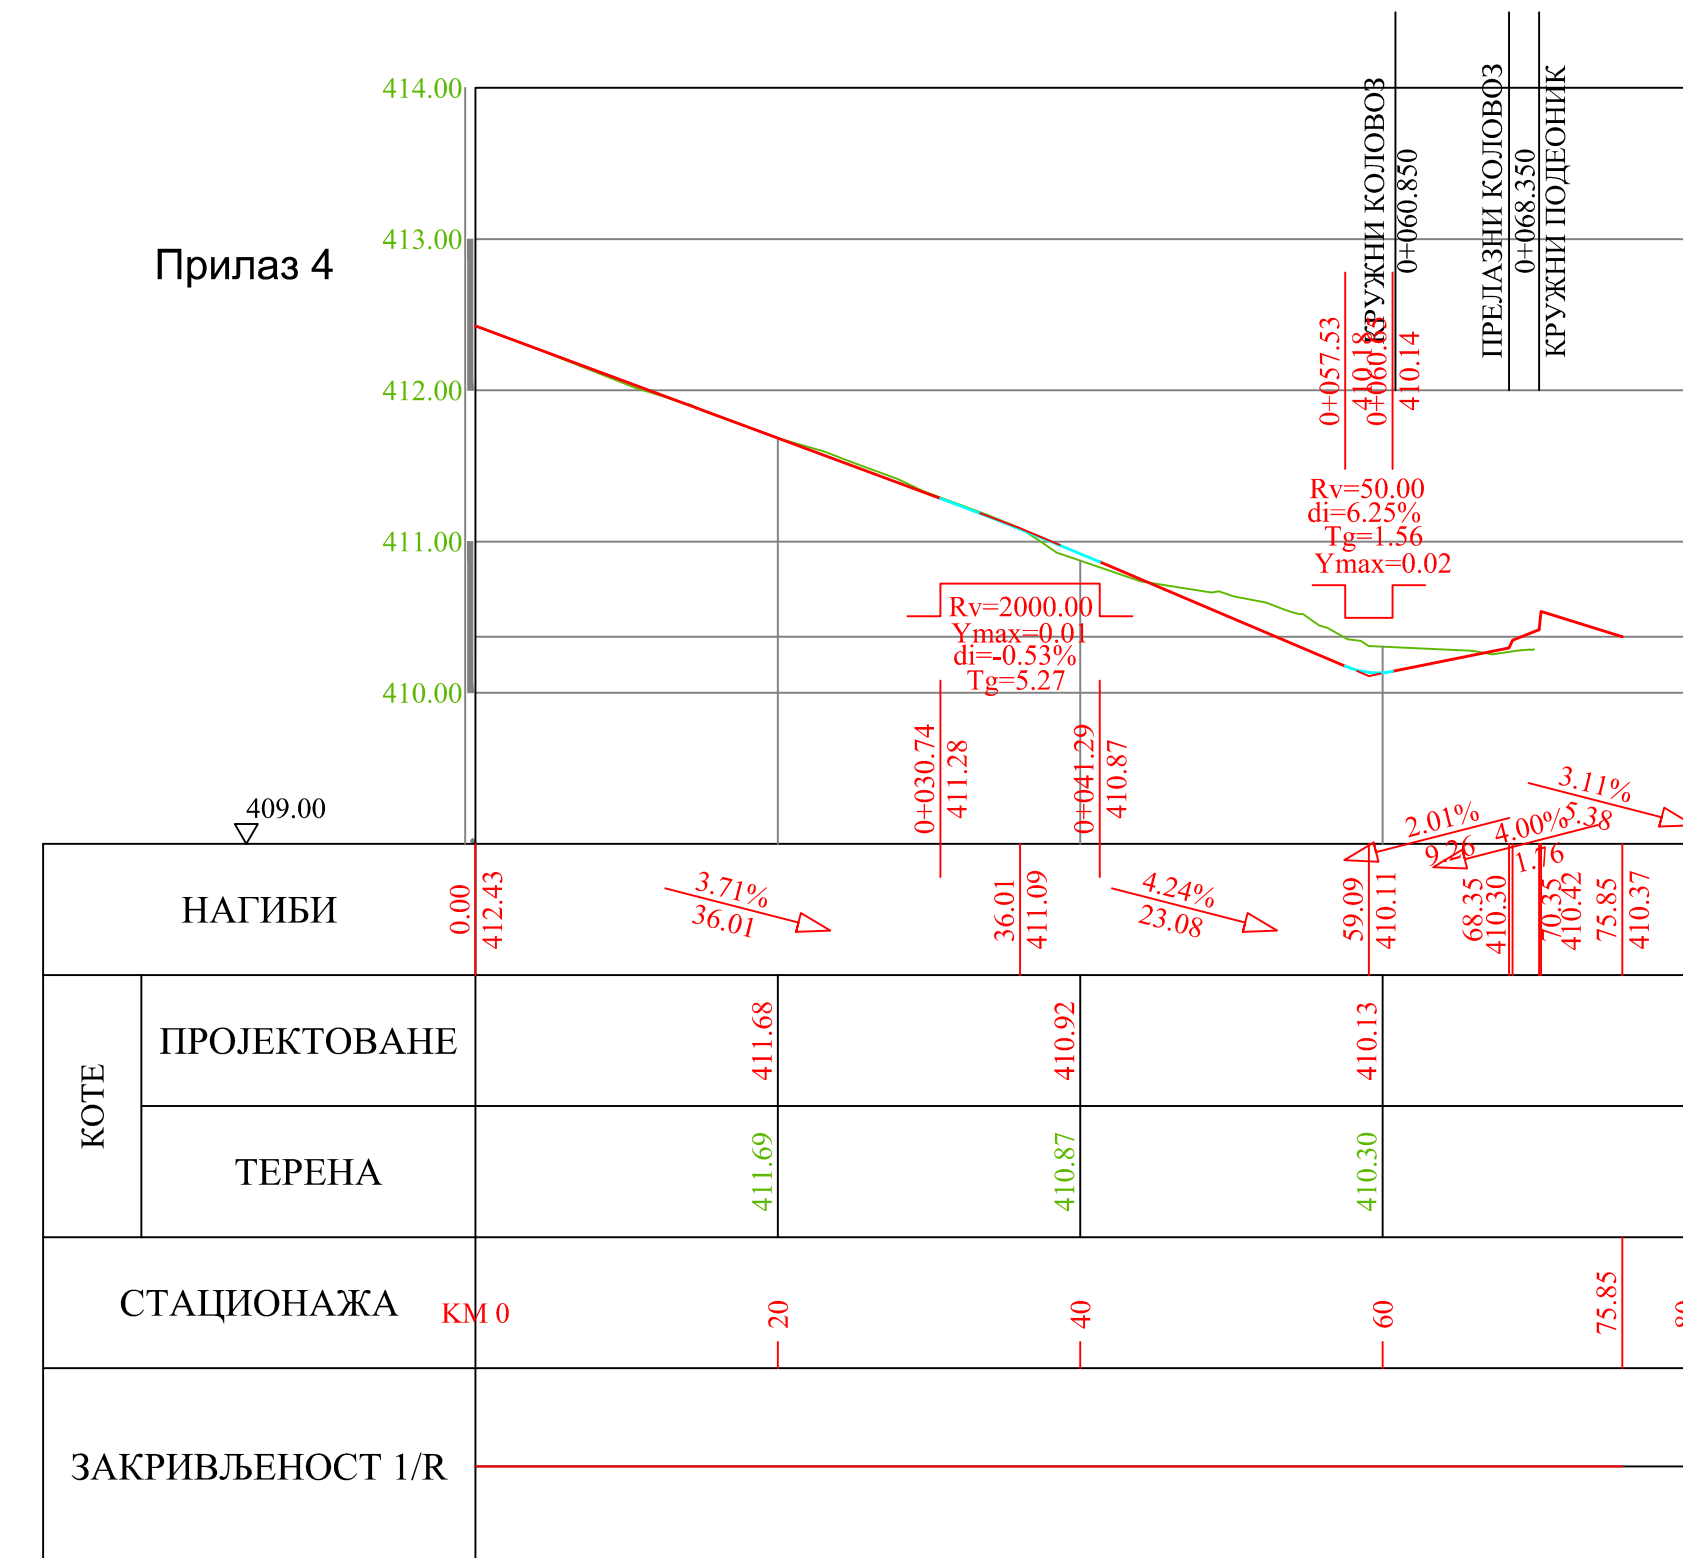 Прилаз 4
414.00
413.00
412.00
411.00
410.00
409.00
КРУЖНИ КОЛОВОЗ
0+060.850
ПРЕЛАЗНИ КОЛОВОЗ
0+068.350
КРУЖНИ ПОДЕОНИК
0+057.53
410.18
0+060.65
410.14
Rv=50.00
di=6.25%
Tg=1.56
Ymax=0.02
Rv=2000.00
Ymax=0.01
di=-0.53%
Tg=5.27
0+030.74
411.28
0+041.29
410.87
НАГИБИ
0.00
412.43
3.71%
36.01
36.01
411.09
4.24%
23.08
59.09
410.11
2.01%
9.26
68.35
410.30
4.00%
1.76
70.35
410.42
3.11%
5.38
75.85
410.37
КОТЕ
ПРОЈЕКТОВАНЕ
411.68
410.92
410.13
ТЕРЕНА
411.69
410.87
410.30
СТАЦИОНАЖА
KM 0
20
40
60
75.85
80
ЗАКРИВЉЕНОСТ 1/R